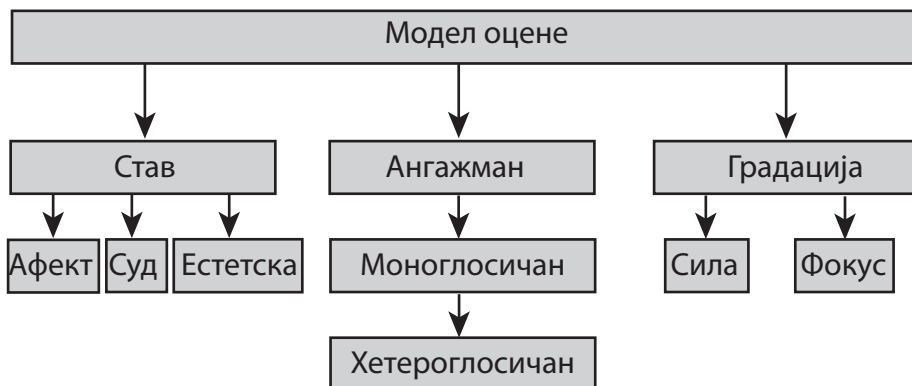 Модел оцене
Став
Ангажман
Градација
Афект
Суд
Естетска
Моноглосичан
Сила
Фокус
Хетероглосичан